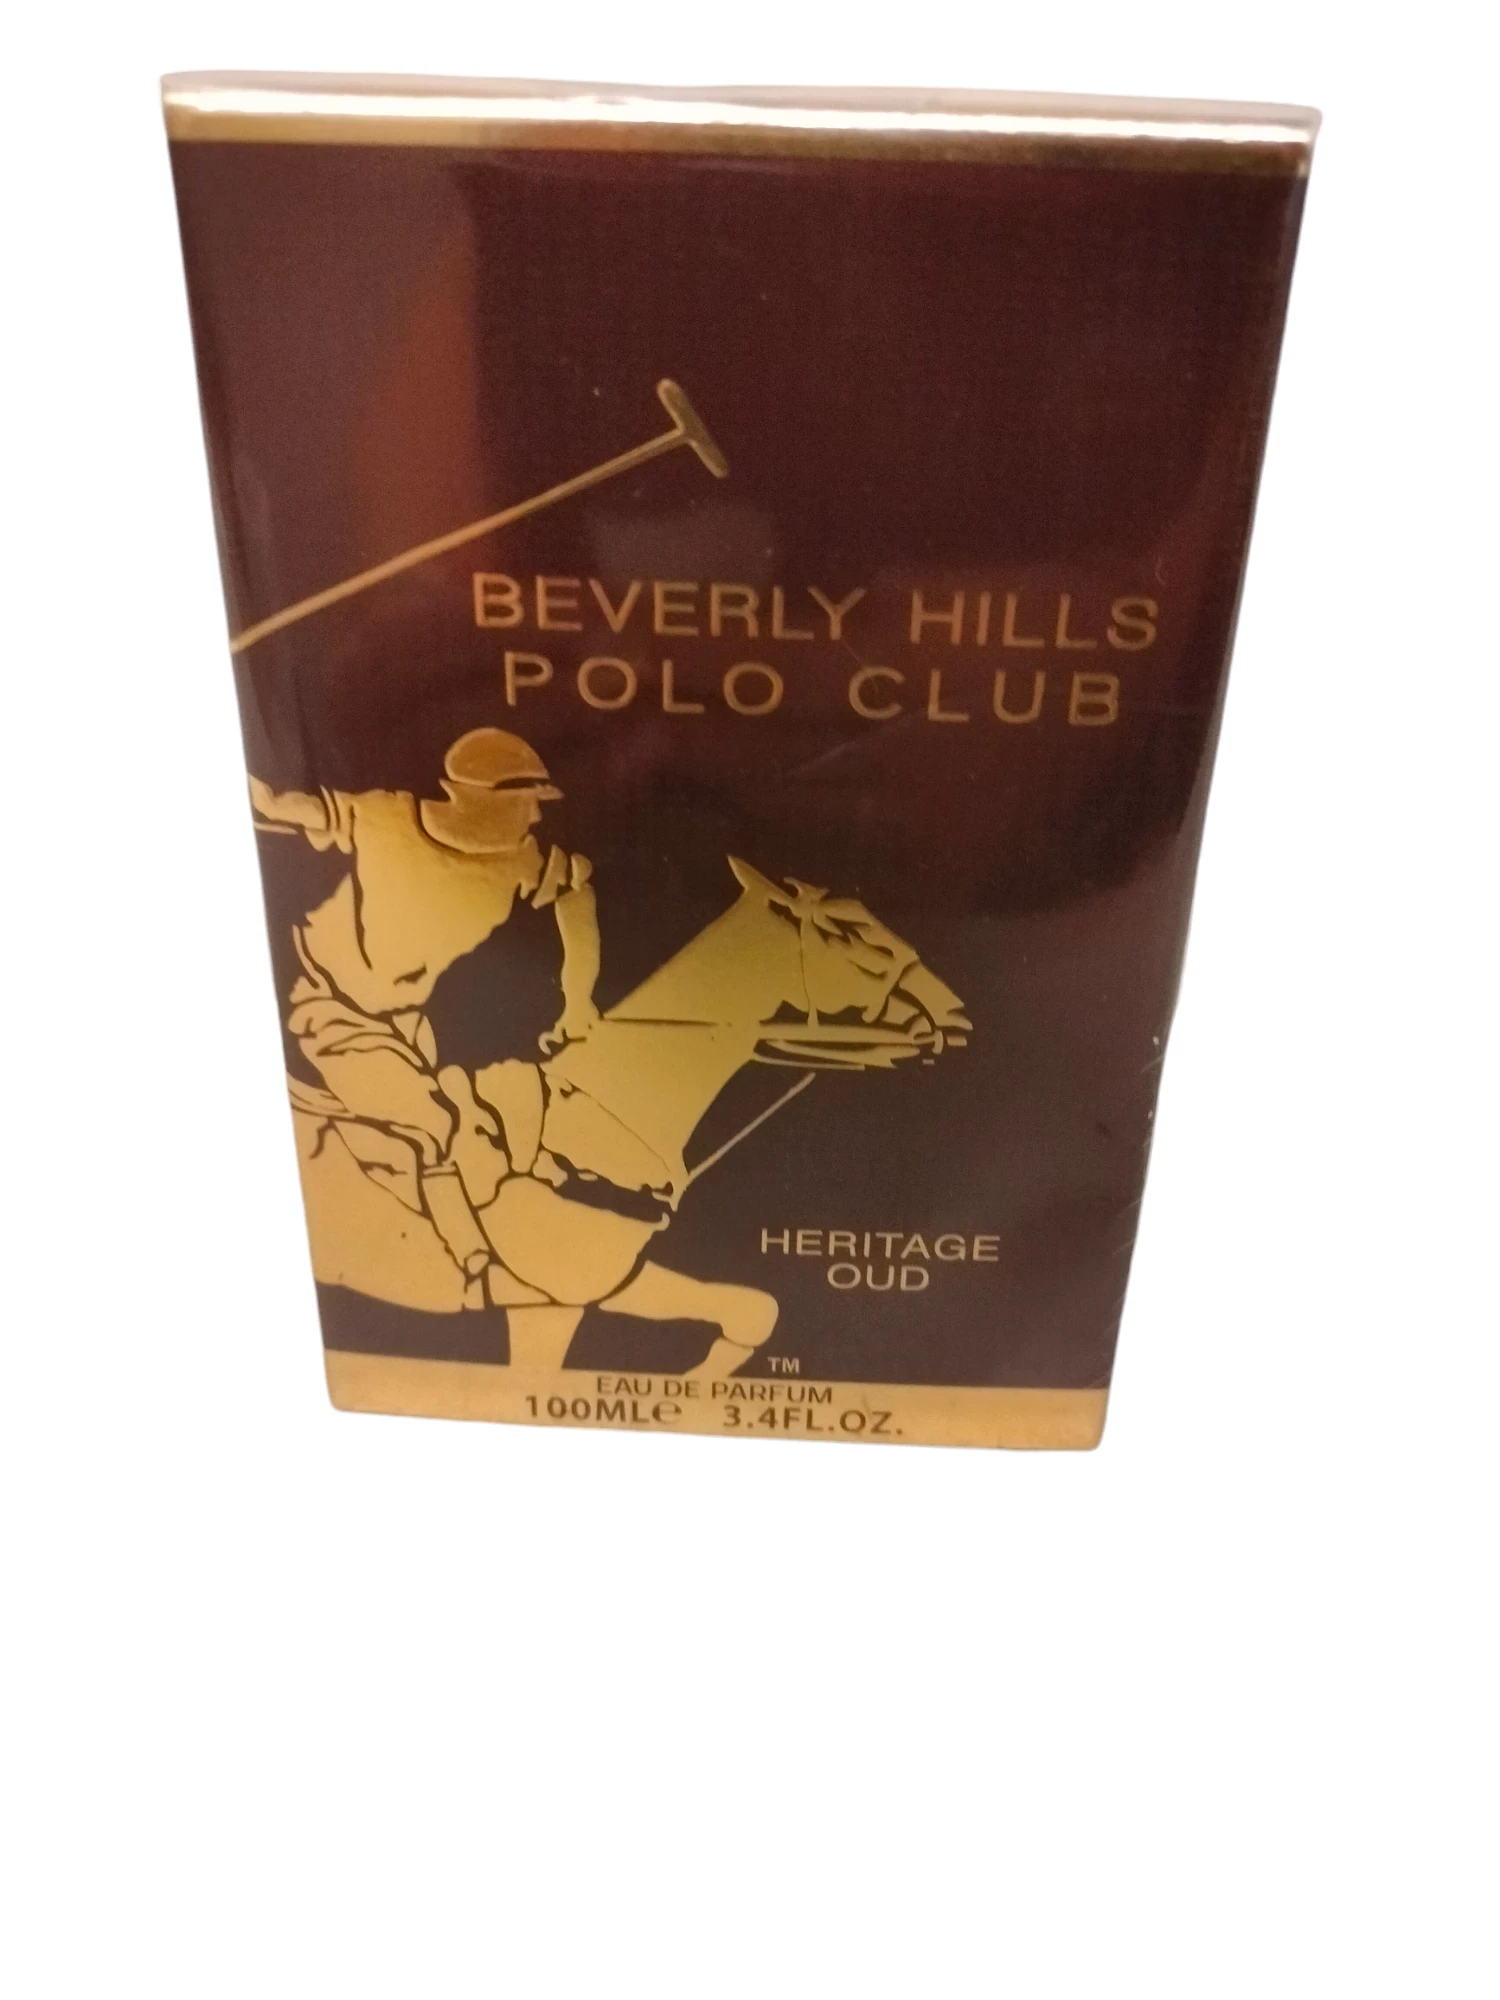 BEVERLY HILLS
POLO CLUB
HERITAGE
OUD
TM
EAU DE PARFUM
100MLe 3.4FL.OZ.